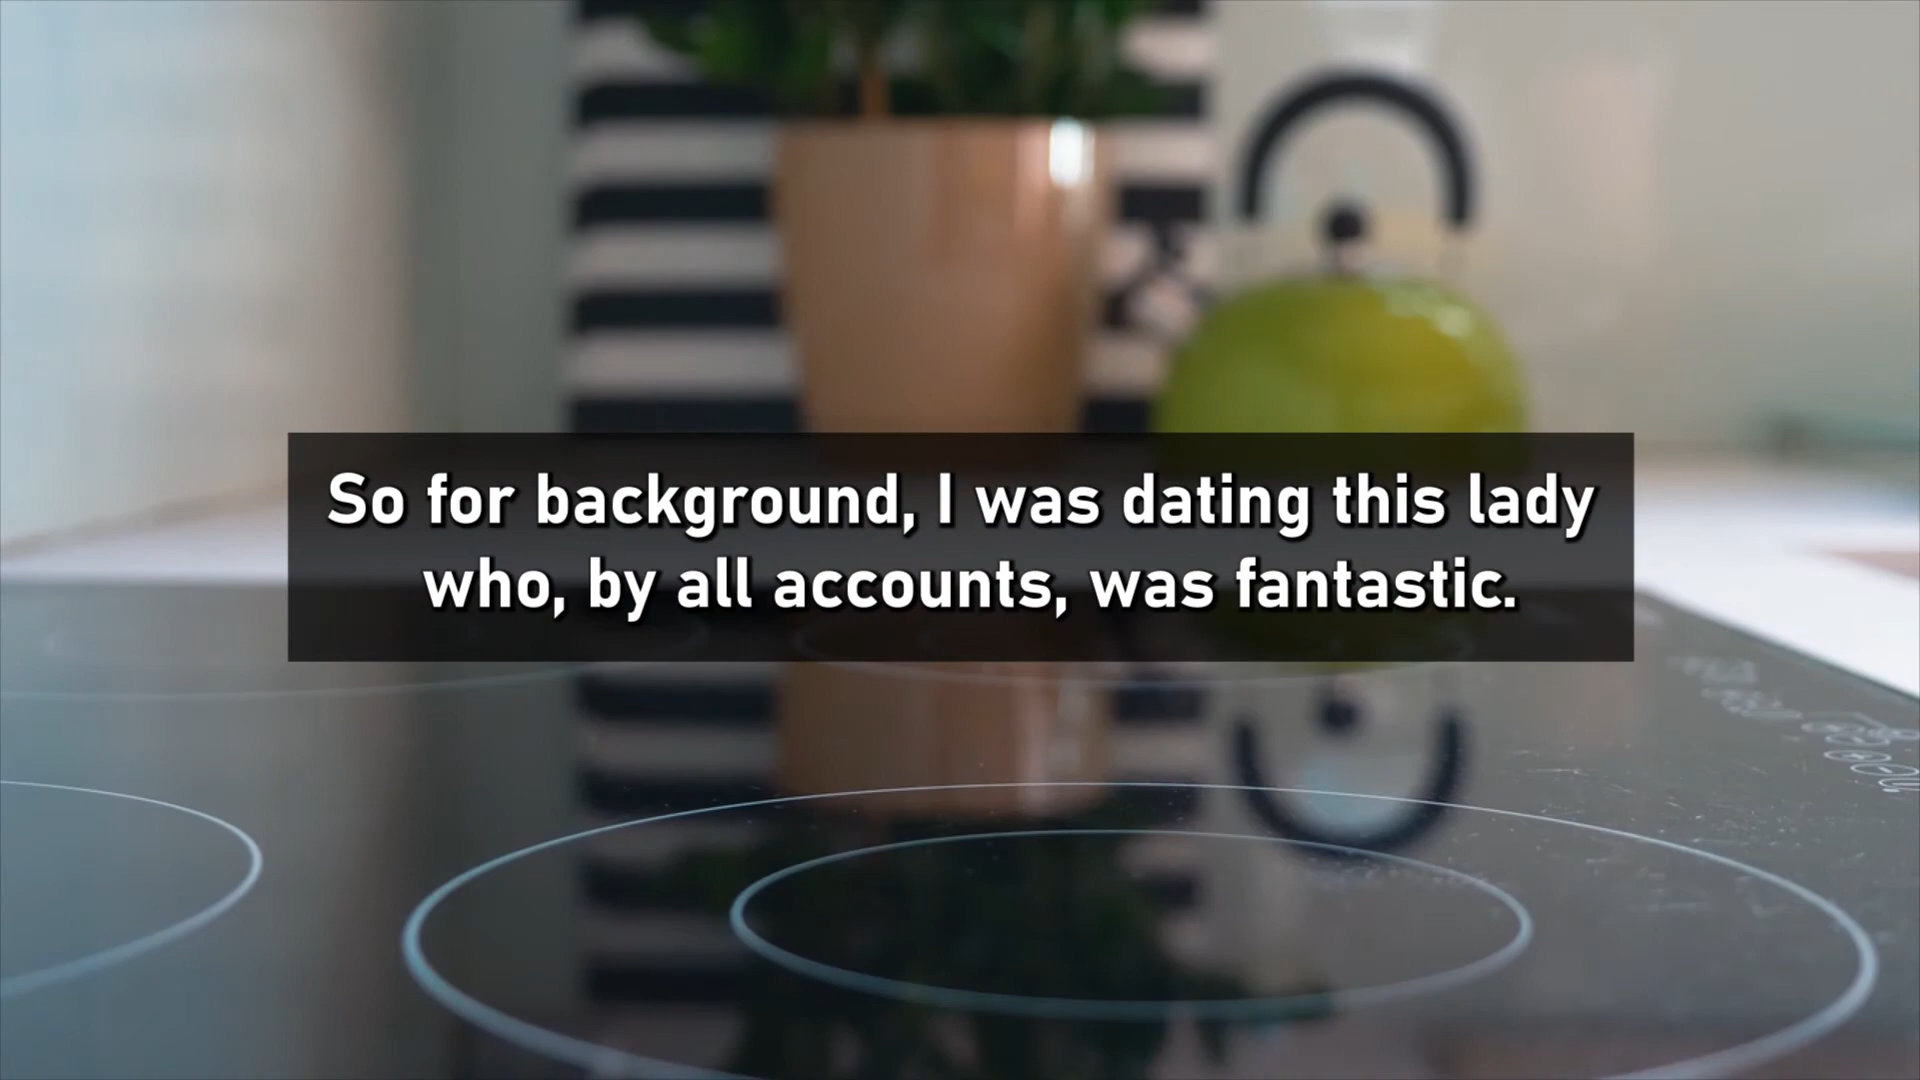 So for background, I was dating this lady
who, by all accounts, was fantastic.